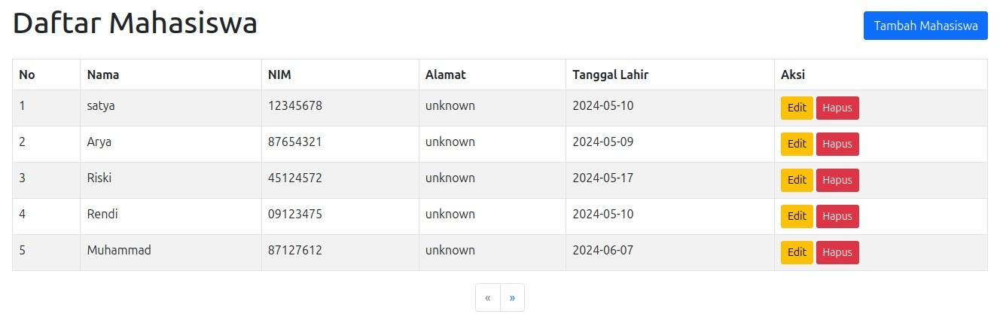 Daftar Mahasiswa
Tambah Mahasiswa
No Nama NIM Alamat Tanggal Lahir Aksi
1 satya 12345678 unknown 2024-05-10 Edit Hapus
2 Arya 87654321 unknown 2024-05-09 Edit Hapus
3 Riski 45124572 unknown 2024-05-17 Edit Hapus
4 Rendi 09123475 unknown 2024-05-10 Edit Hapus
5 Muhammad 87127612 unknown 2024-06-07 Edit Hapus
« »